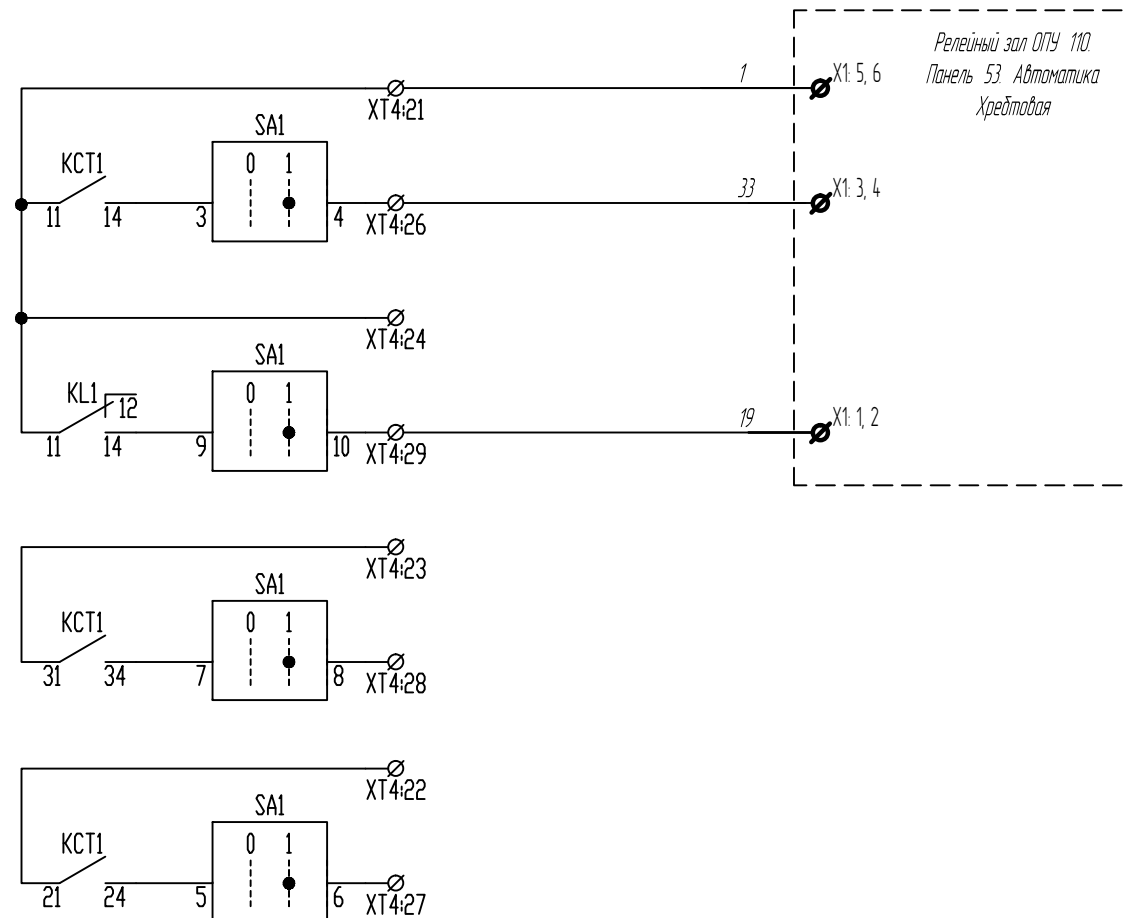 Релейный зал ОПУ 110.
Панель 53. Автоматика
Хребтовая
1
X1: 5, 6
XT4:21
SA1
0 1
KCT1
11 14 3 4
XT4:26
33
X1: 3, 4
XT4:24
SA1
0 1
KL1
12
11 14 9 10
XT4:29
19
X1: 1, 2
XT4:23
SA1
0 1
KCT1
31 34 7 8
XT4:28
XT4:22
SA1
0 1
KCT1
21 24 5 6
XT4:27